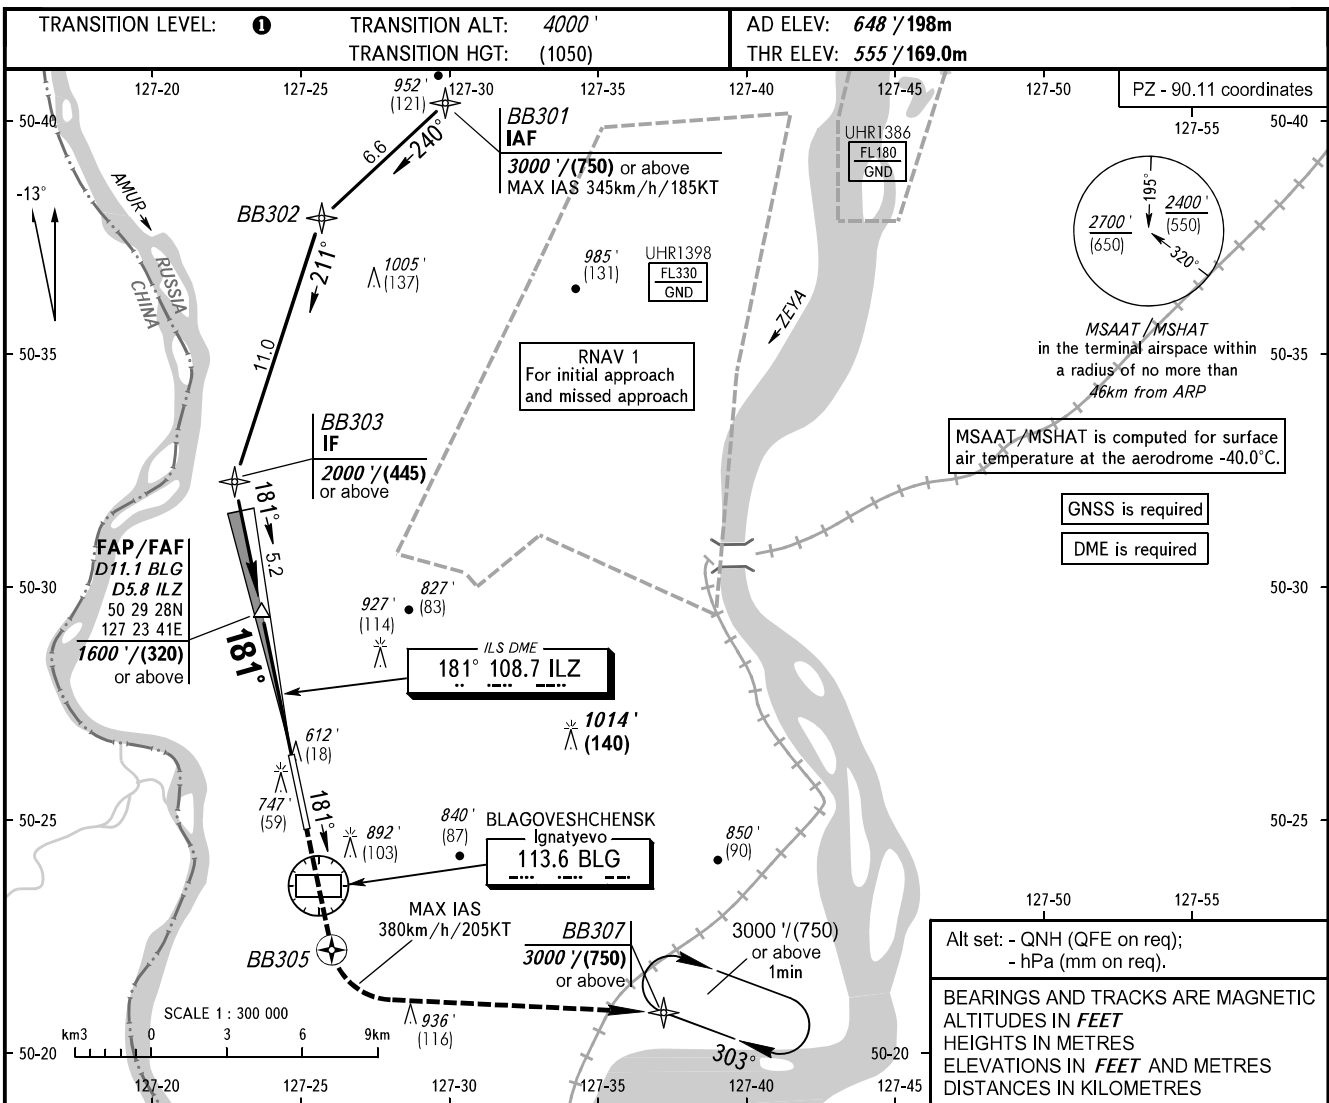 TRANSITION LEVEL: 1 TRANSITION ALT: 4000 '
TRANSITION HGT: (1050)
AD ELEV: 648 '/198m
THR ELEV: 555 '/169.0m
127-20 127-25 127-30 127-35 127-40 127-45 127-50
127-55
PZ - 90.11 coordinates
50-40 50-40
952 '
(121)
BB301
IAF
3000 '/(750) or above
MAX IAS 345km/h/185KT
6.6
240°
UHR1386
FL180
GND
-13°
AMUR
RUSSIA
CHINA
BB302
211°
11.0
1005 '
(137)
985 '
(131)
UHR1398
FL330
GND
ZEYA
195°
2400 '
(550)
2700 '
(650)
320°
MSAAT/MSHAT
in the terminal airspace within
a radius of no more than
46km from ARP
50-35 50-35
RNAV 1
For initial approach
and missed approach
BB303
IF
2000 '/(445)
or above
MSAAT/MSHAT is computed for surface
air temperature at the aerodrome -40.0°C.
GNSS is required
DME is required
181°
5.2
FAP/FAF
D11.1 BLG
D5.8 ILZ
50 29 28N
127 23 41E
1600 '/(320)
or above
50-30 50-30
181°
927 '
(114)
827 '
(83)
ILS DME
181° 108.7 ILZ
.. .-.. --..
1014 '
(140)
612 '
(18)
747 '
(59)
181°
892 '
(103)
840 '
(87)
850 '
(90)
50-25 50-25
BLAGOVESHCHENSK
Ignatyevo
113.6 BLG
-... .-.. --.
127-50 127-55
MAX IAS
380km/h/205KT
BB305
BB307
3000 '/(750)
or above
3000 '/(750)
or above
1min
303°
936 '
(116)
SCALE 1 : 300 000
km3 0 3 6 9km
50-20 50-20
127-20 127-25 127-30 127-35 127-40 127-45
Alt set: - QNH (QFE on req);
- hPa (mm on req).
BEARINGS AND TRACKS ARE MAGNETIC
ALTITUDES IN FEET
HEIGHTS IN METRES
ELEVATIONS IN FEET AND METRES
DISTANCES IN KILOMETRES